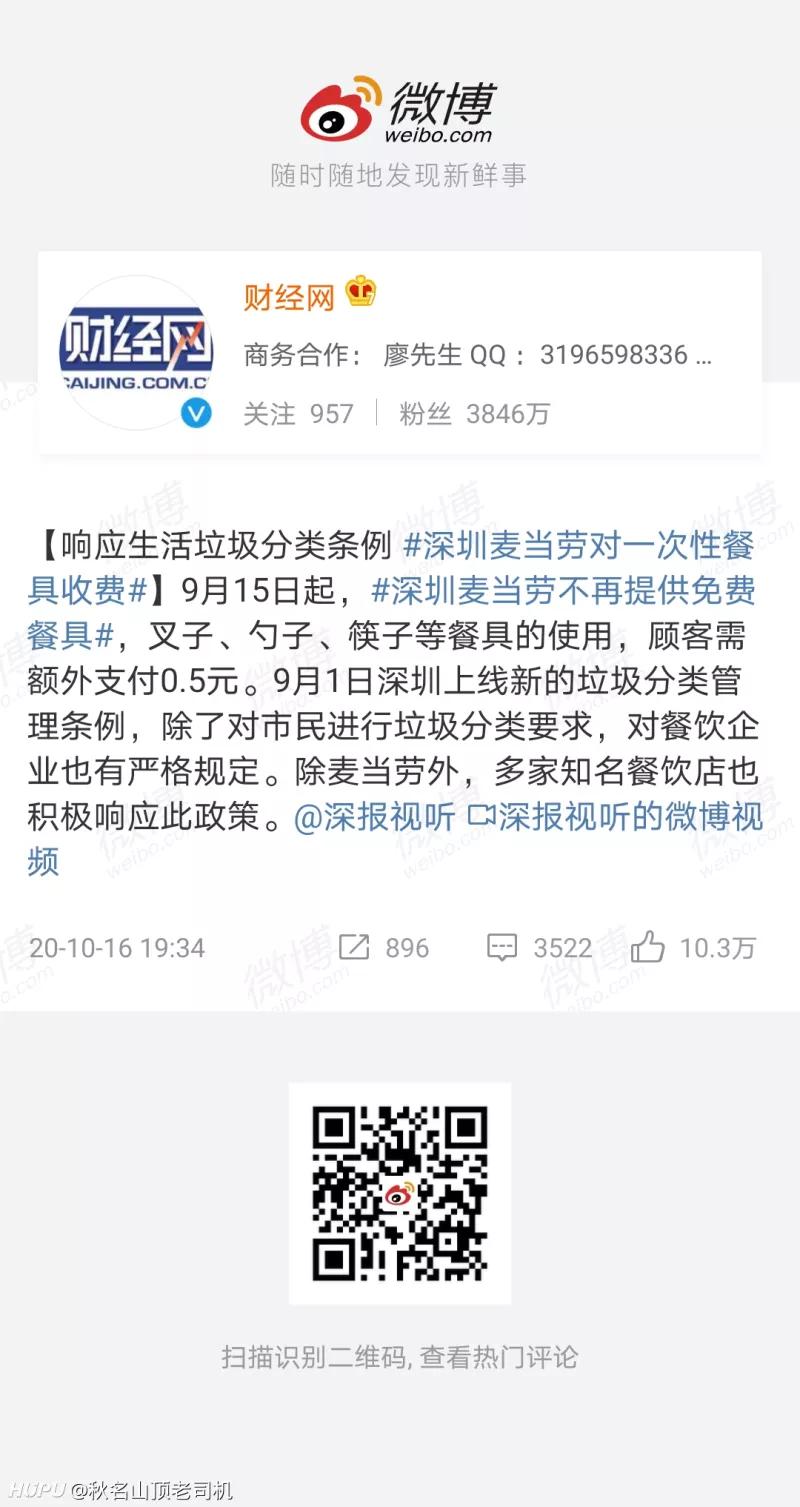 微博
weibo.com
随时随地发现新鲜事
财经网
CAIJING.COM.C
财经网
商务合作： 廖先生 QQ： 3196598336 ...
关注 957 | 粉丝 3846万
【响应生活垃圾分类条例 #深圳麦当劳对一次性餐
具收费#】9月15日起，#深圳麦当劳不再提供免费
餐具#，叉子、勺子、筷子等餐具的使用，顾客需
额外支付0.5元。9月1日深圳上线新的垃圾分类管
理条例，除了对市民进行垃圾分类要求，对餐饮企
业也有严格规定。除麦当劳外，多家知名餐饮店也
积极响应此政策。@深报视听 深报视听的微博视
频
20-10-16 19:34 896 3522 10.3万
扫描识别二维码, 查看热门评论
HUPU @秋名山顶老司机